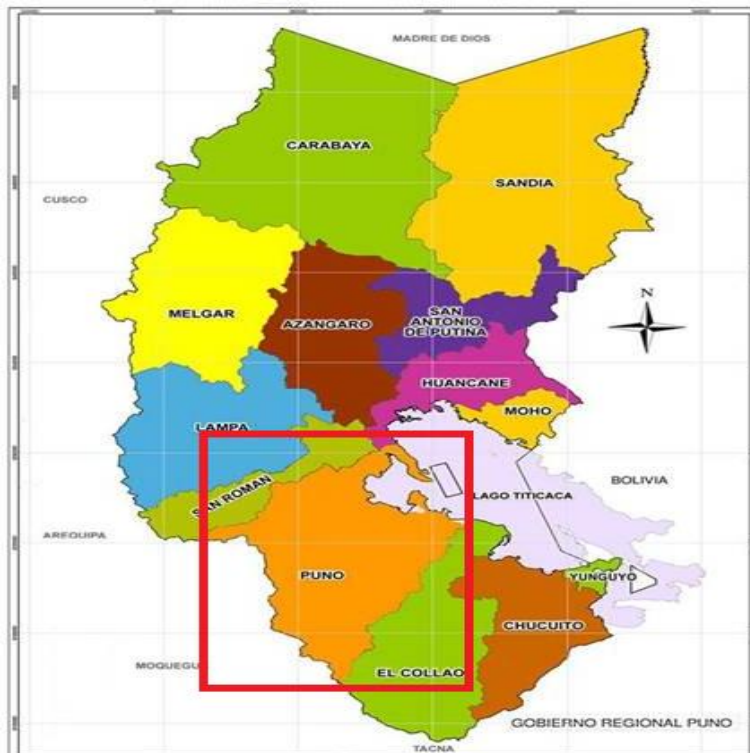 MADRE DE DIOS
CARABAYA
SANDIA
CUSCO
N
MELGAR
AZANGARO
SAN
ANTONIO
DE PUTINA
HUANCANE
MOHO
LAMPA
BOLIVIA
SAN ROMAN
LAGO TITICACA
AREQUIPA
PUNO
YUNGUYO
CHUCUITO
MOQUEGU
EL COLLAO
GOBIERNO REGIONAL PUNO
TACNA